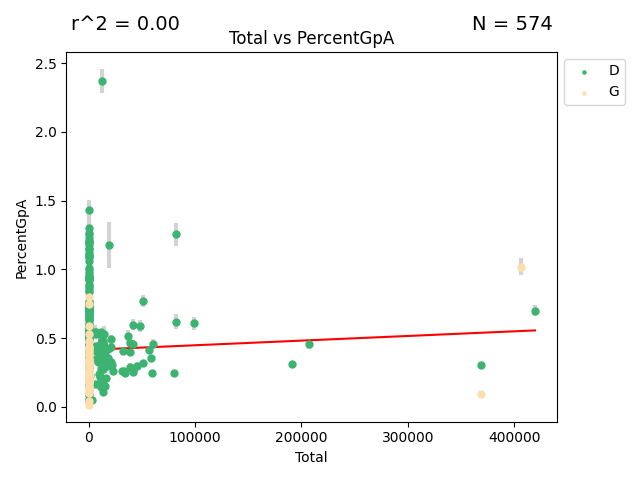 r^2 = 0.00
N = 574
Total vs PercentGpA
D
G
2.5
2.0
1.5
1.0
0.5
0.0
PercentGpA
0
100000
200000
300000
400000
Total